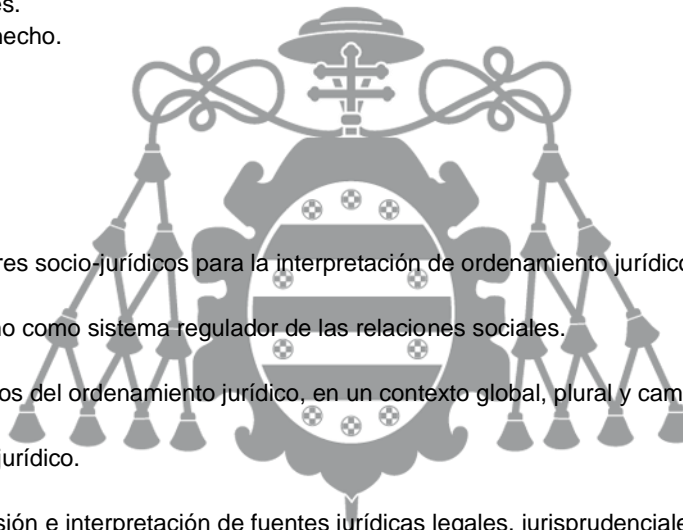 es.
hecho.
res socio-jurídicos para la interpretación de ordenamiento jurídico
no como sistema regulador de las relaciones sociales.
os del ordenamiento jurídico, en un contexto global, plural y cam
jurídico.
sión e interpretación de fuentes jurídicas legales, jurisprudenciale